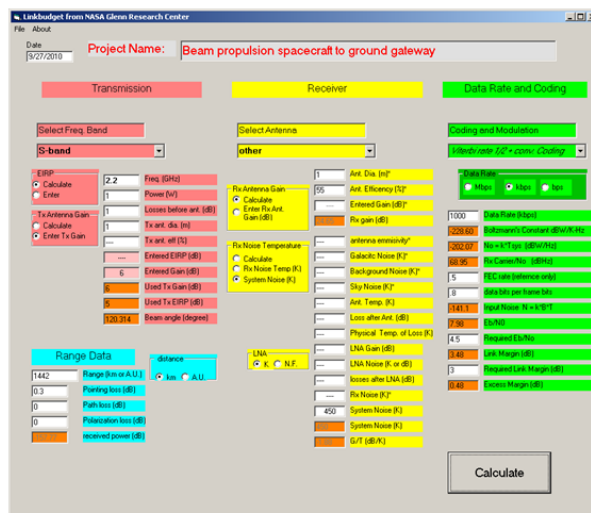 Linkbudget from NASA Glenn Research Center
File About
Date
9/27/2010
Project Name:
Beam propulsion spacecraft to ground gateway
Transmission
Select Freq. Band
S-band
EIRP
Calculate
Enter
Tx Antenna Gain
Calculate
Enter Tx Gain
2.2 Freq. (GHz)
1 Power (W)
1 Losses before ant. (dB)
1 Tx ant. dia. (m)
--- Tx ant. eff (%)
--- Entered EIRP (dB)
6 Entered Gain (dB)
6 Used Tx Gain (dB)
5 Used Tx EIRP (dB)
120.314 Beam angle (degree)
Range Data
distance
km A.U.
1442 Range (km or A.U.)
0.3 Pointing loss (dB)
0 Path loss (dB)
0 Polarization loss (dB)
received power (dB)
Receiver
Select Antenna
other
Rx Antenna Gain
Calculate
Enter Rx Ant.
Gain (dB)
Rx Noise Temperature
Calculate
Rx Noise Temp (K)
System Noise (K)
LNA
K N.F.
1 Ant. Dia. (m)*
55 Ant. Efficency (%)*
--- Entered Gain (dB)*
Rx gain (dB)
--- antenna emmisivity*
--- Galacitc Noise (K)*
--- Background Noise (K)*
--- Sky Noise (K)*
--- Ant. Temp. (K)
--- Loss after Ant. (dB)
--- Physical Temp. of Loss (K)
--- LNA Gain (dB)
--- LNA Noise (K or dB)
--- losses after LNA (dB)
--- Rx Noise (K)*
450 System Noise (K)
System Noise (K)
G/T (dB/K)
Data Rate and Coding
Coding and Modulation
Viterbi rate 1/2 + conv. Coding
Data Rate
Mbps kbps bps
1000 Data Rate (kbps)
-228.60 Boltzmann's Constant dBW/K-Hz
-202.07 No = k*Tsys (dBW/Hz)
68.95 Rx Carrier/No (dBHz)
.5 FEC rate (refernce only)
.8 data bits per frame bits
-141.1 Input Noise N = k*B*T
7.98 Eb/N0
4.5 Required Eb/No
3.48 Link Margin (dB)
3 Required Link Margin (dB)
0.48 Excess Margin (dB)
Calculate